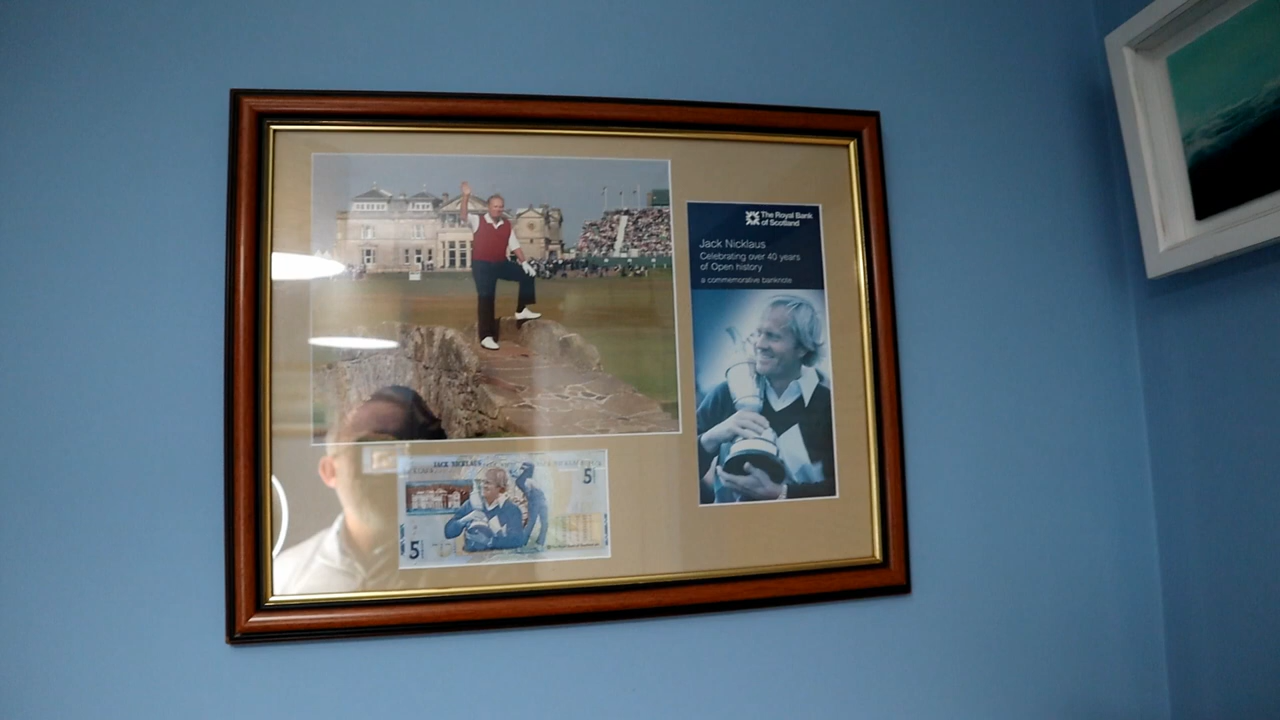 The Royal Bank
of Scotland
Jack Nicklaus
Celebrating over 40 years
of Open history
a commemorative banknote
JACK NICKLAUS
5
5